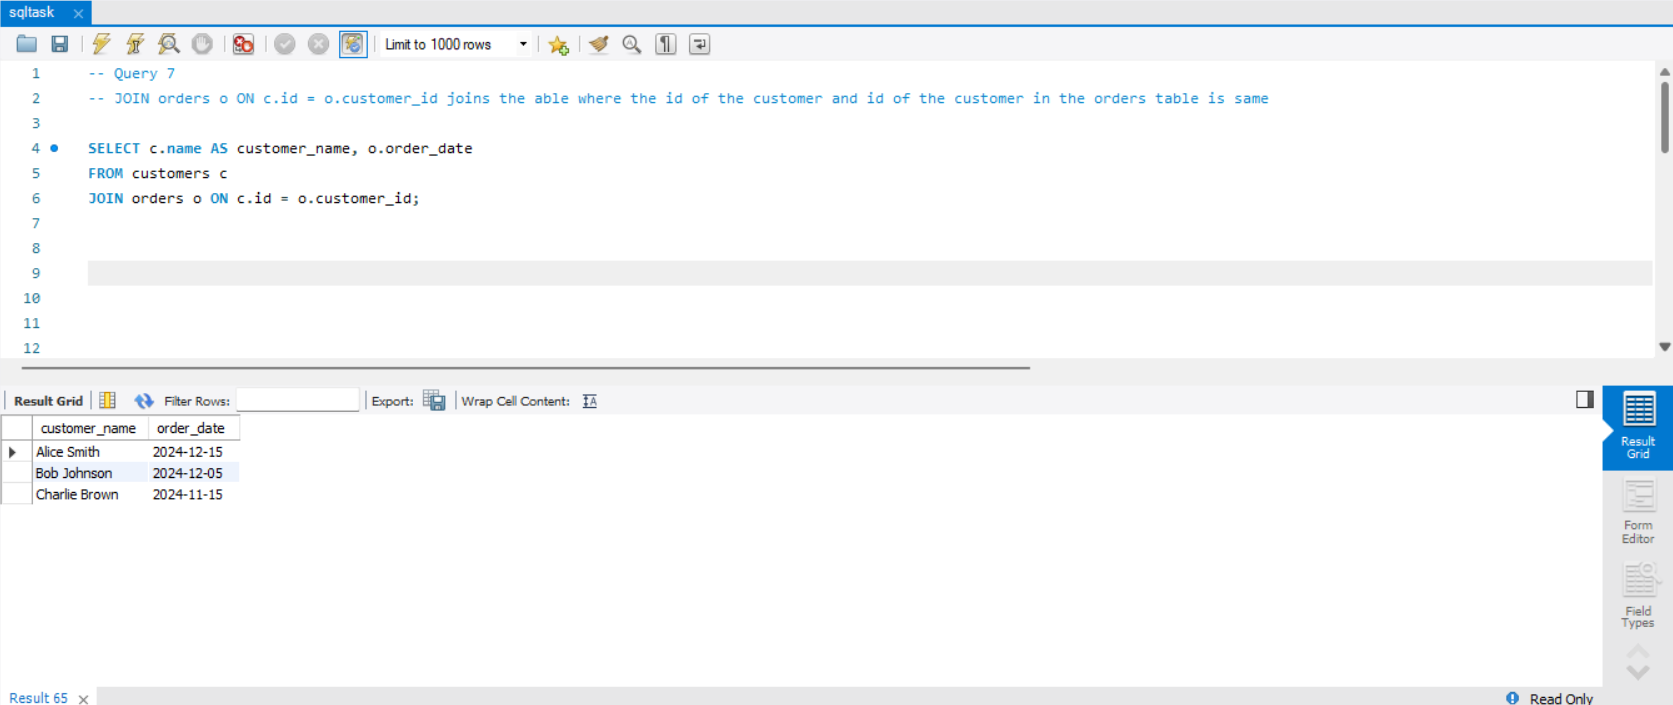 sqltask
Limit to 1000 rows
1 -- Query 7
2 -- JOIN orders o ON c.id = o.customer_id joins the able where the id of the customer and id of the customer in the orders table is same
3
4 SELECT c.name AS customer_name, o.order_date
5 FROM customers c
6 JOIN orders o ON c.id = o.customer_id;
7
8
9
10
11
12
Result Grid Filter Rows: Export: Wrap Cell Content:
customer_name order_date
Alice Smith 2024-12-15
Bob Johnson 2024-12-05
Charlie Brown 2024-11-15
Result
Grid
Form
Editor
Field
Types
Result 65
Read Only